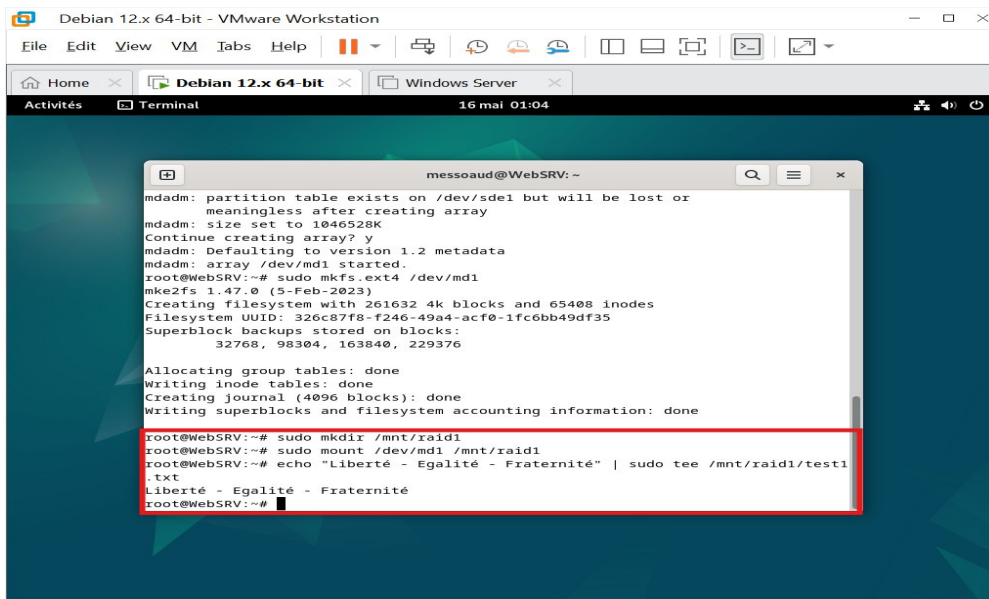 Debian 12.x 64-bit - VMware Workstation
File Edit View VM Tabs Help
Home Debian 12.x 64-bit Windows Server
Activités Terminal 16 mai 01:04
messoaud@WebSRV: ~
mdadm: partition table exists on /dev/sde1 but will be lost or
meaningless after creating array
mdadm: size set to 1046528K
Continue creating array? y
mdadm: Defaulting to version 1.2 metadata
mdadm: array /dev/md1 started.
root@WebSRV:~# sudo mkfs.ext4 /dev/md1
mke2fs 1.47.0 (5-Feb-2023)
Creating filesystem with 261632 4k blocks and 65408 inodes
Filesystem UUID: 326c87f8-f246-49a4-acf0-1fc6bb49df35
Superblock backups stored on blocks:
32768, 98304, 163840, 229376
Allocating group tables: done
Writing inode tables: done
Creating journal (4096 blocks): done
Writing superblocks and filesystem accounting information: done
root@WebSRV:~# sudo mkdir /mnt/raid1
root@WebSRV:~# sudo mount /dev/md1 /mnt/raid1
root@WebSRV:~# echo "Liberté - Egalité - Fraternité" | sudo tee /mnt/raid1/test1
.txt
Liberté - Egalité - Fraternité
root@WebSRV:~#